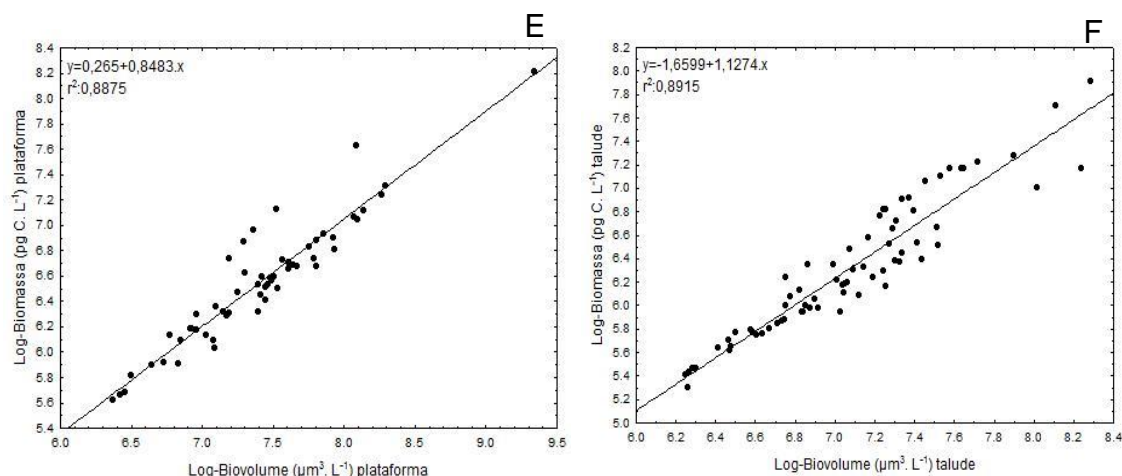 E
y=0,265+0,8483.x
r²:0,8875
Log-Biomassa (pg C. L⁻¹) plataforma
8.4
8.2
8.0
7.8
7.6
7.4
7.2
7.0
6.8
6.6
6.4
6.2
6.0
5.8
5.6
5.4
6.0 6.5 7.0 7.5 8.0 8.5 9.0 9.5
Log-Biovolume (µm³. L⁻¹) plataforma
F
y=-1,6599+1,1274.x
r²:0,8915
Log-Biomassa (pg C. L⁻¹) talude
8.2
8.0
7.8
7.6
7.4
7.2
7.0
6.8
6.6
6.4
6.2
6.0
5.8
5.6
5.4
5.2
5.0
6.0 6.2 6.4 6.6 6.8 7.0 7.2 7.4 7.6 7.8 8.0 8.2 8.4
Log-Biovolume (µm³. L⁻¹) talude